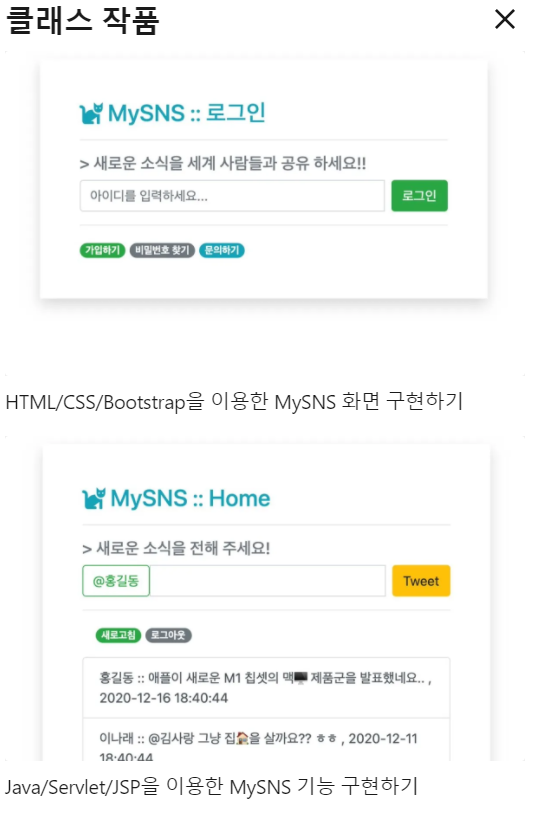 클래스 작품
MySNS :: 로그인
> 새로운 소식을 세계 사람들과 공유 하세요!!
아이디를 입력하세요...
로그인
가입하기 비밀번호 찾기 문의하기
HTML/CSS/Bootstrap을 이용한 MySNS 화면 구현하기
MySNS :: Home
> 새로운 소식을 전해 주세요!
@홍길동
Tweet
새로고침 로그아웃
홍길동 :: 애플이 새로운 M1 칩셋의 맥🖥️ 제품군을 발표했네요.. ,
2020-12-16 18:40:44
이나래 :: @김사랑 그냥 집🏠을 살까요?? ㅎㅎ , 2020-12-11
18:40:44
Java/Servlet/JSP을 이용한 MySNS 기능 구현하기